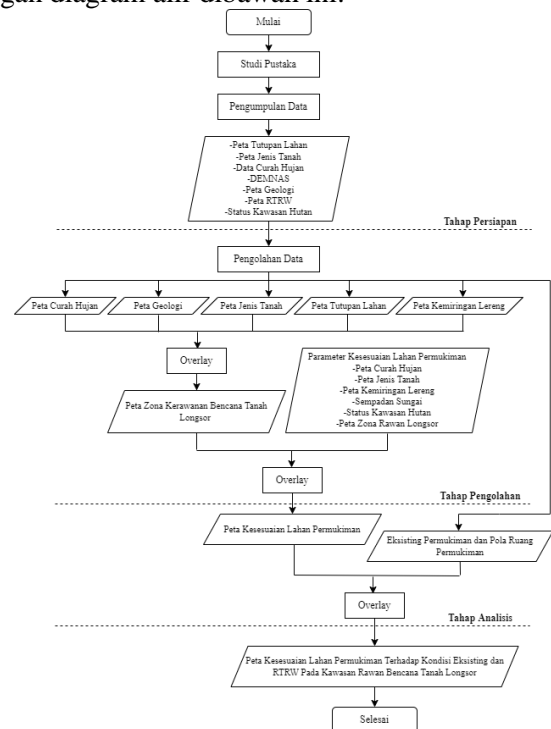 ngan diagram alir dibawah ini:
Mulai
Studi Pustaka
Pengumpulan Data
-Peta Tutupan Lahan
-Peta Jenis Tanah
-Data Curah Hujan
-DEMNAS
-Peta Geologi
-Peta RTRW
-Status Kawasan Hutan
Tahap Persiapan
Pengolahan Data
Peta Curah Hujan
Peta Geologi
Peta Jenis Tanah
Peta Tutupan Lahan
Peta Kemiringan Lereng
Overlay
Peta Zona Kerawanan Bencana Tanah
Longsor
Parameter Kesesuaian Lahan Permukiman
-Peta Curah Hujan
-Peta Jenis Tanah
-Peta Kemiringan Lereng
-Sempadan Sungai
-Status Kawasan Hutan
-Peta Zona Rawan Longsor
Overlay
Tahap Pengolahan
Peta Kesesuaian Lahan Permukiman
Eksisting Permukiman dan Pola Ruang
Permukiman
Overlay
Tahap Analisis
Peta Kesesuaian Lahan Permukiman Terhadap Kondisi Eksisting dan
RTRW Pada Kawasan Rawan Bencana Tanah Longsor
Selesai